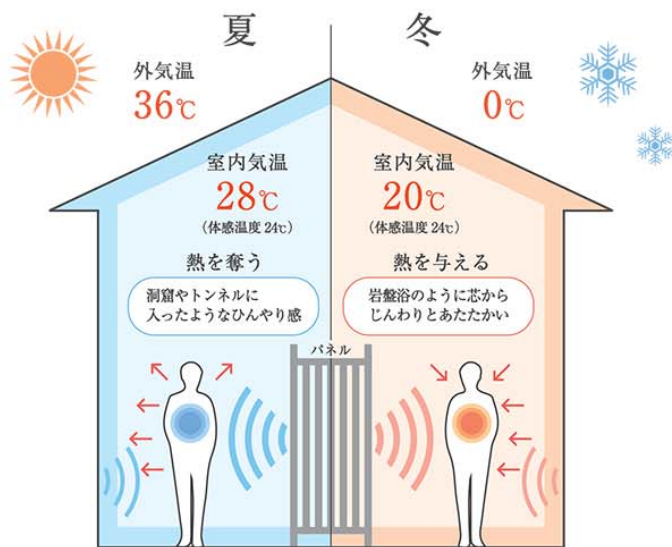 夏
冬
外気温
36℃
外気温
0℃
室内気温
28℃
(体感温度 24℃)
室内気温
20℃
(体感温度 24℃)
熱を奪う
洞窟やトンネルに
入ったようなひんやり感
熱を与える
岩盤浴のように芯から
じんわりとあたたかい
パネル